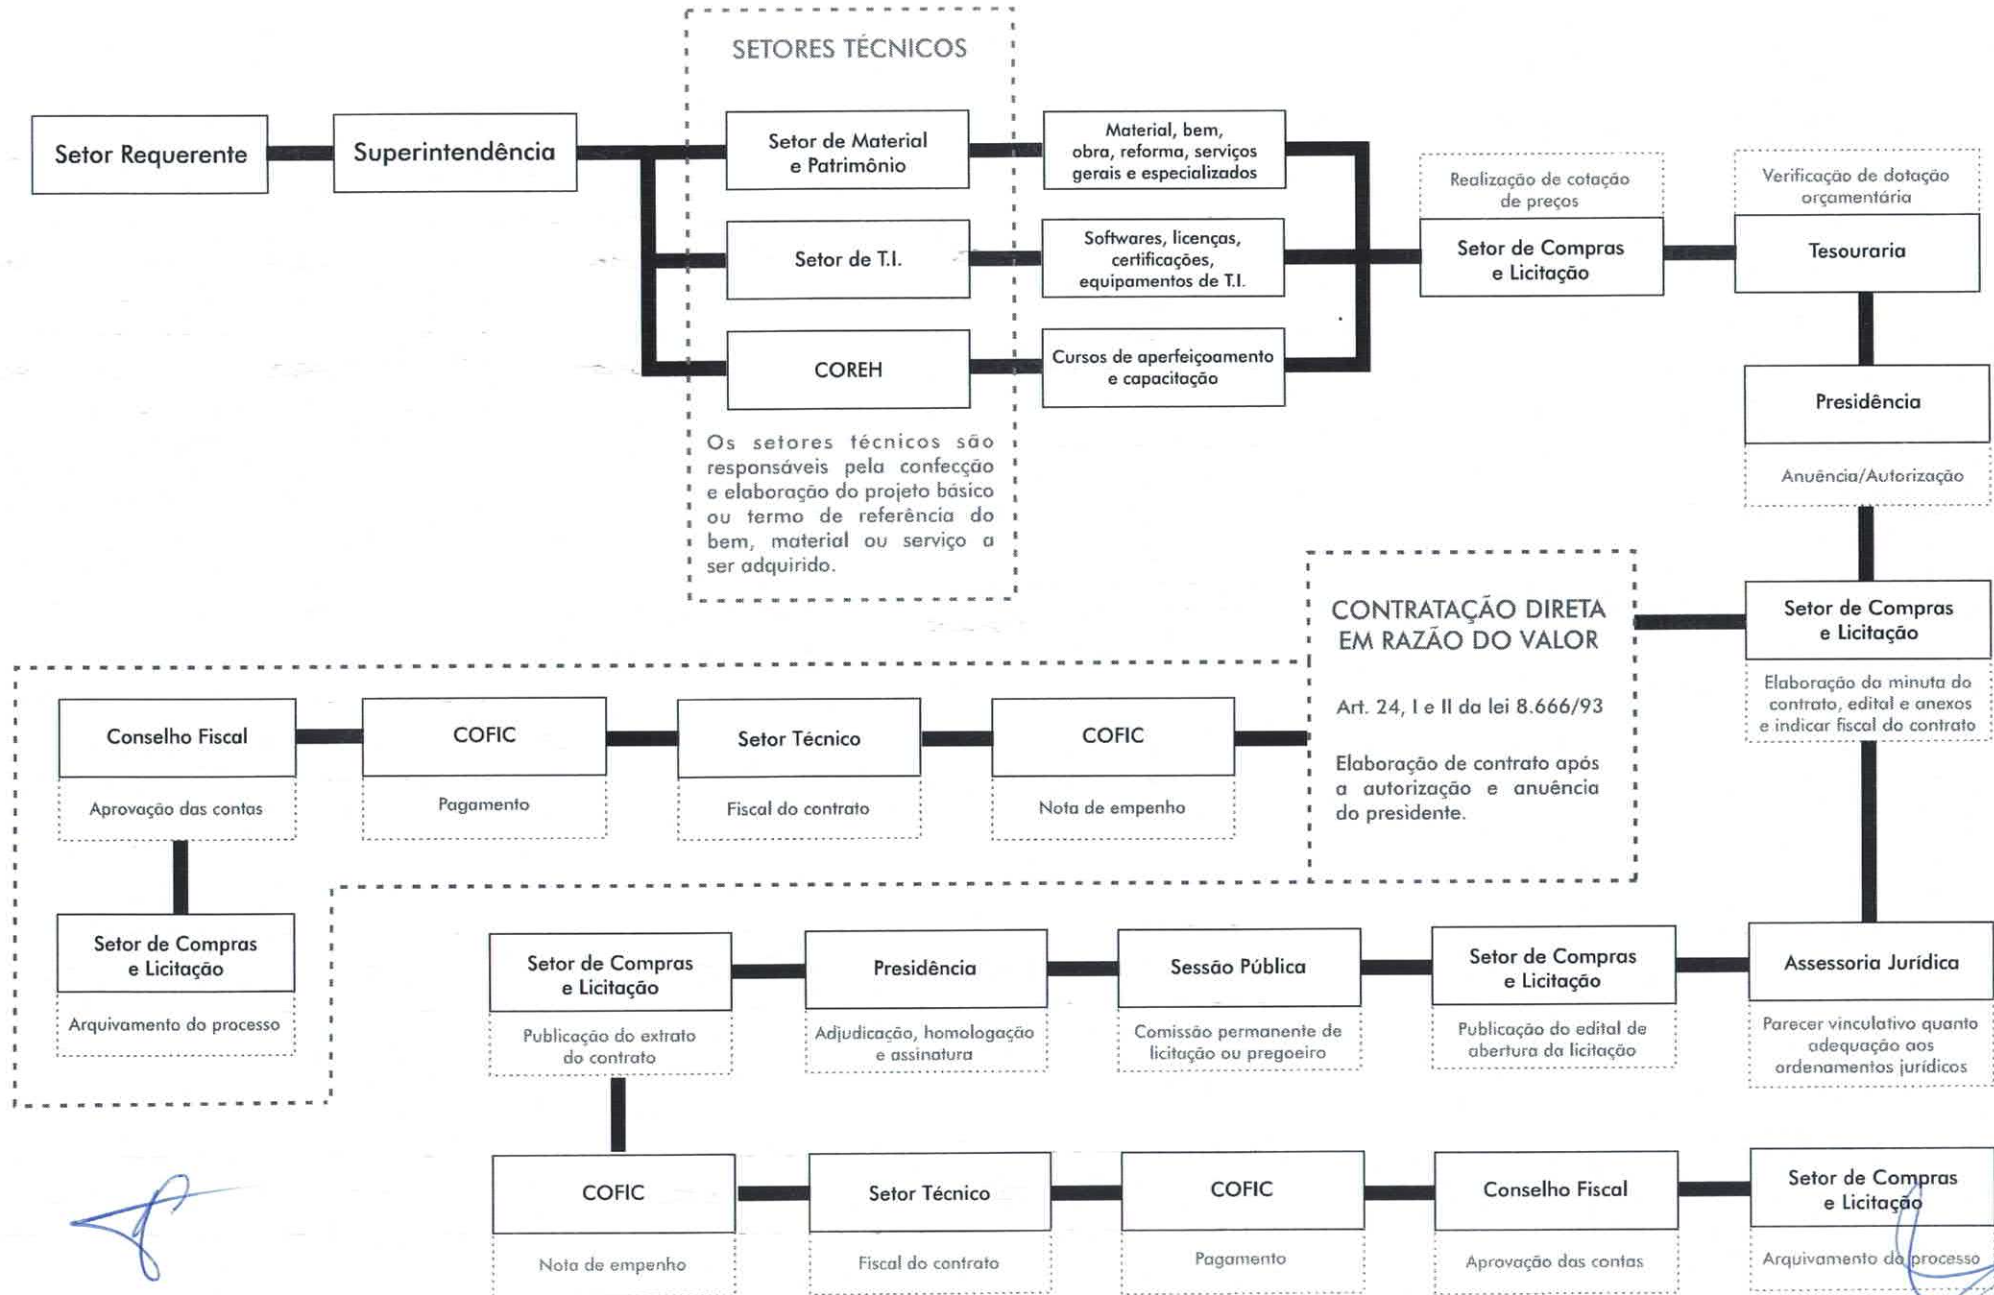 SETORES TÉCNICOS
Setor Requerente
Superintendência
Setor de Material
e Patrimônio
Material, bem,
obra, reforma, serviços
gerais e especializados
Setor de T.I.
Softwares, licenças,
certificações,
equipamentos de T.I.
COREH
Cursos de aperfeiçoamento
e capacitação
Os setores técnicos são
responsáveis pela confecção
e elaboração do projeto básico
ou termo de referência do
bem, material ou serviço a
ser adquirido.
Realização de cotação
de preços
Setor de Compras
e Licitação
Verificação de dotação
orçamentária
Tesouraria
Presidência
Anuência/Autorização
Setor de Compras
e Licitação
Elaboração da minuta do
contrato, edital e anexos
e indicar fiscal do contrato
CONTRATAÇÃO DIRETA
EM RAZÃO DO VALOR
Art. 24, I e II da lei 8.666/93
Elaboração de contrato após
a autorização e anuência
do presidente.
COFIC
Nota de empenho
Setor Técnico
Fiscal do contrato
COFIC
Pagamento
Conselho Fiscal
Aprovação das contas
Setor de Compras
e Licitação
Arquivamento do processo
Assessoria Jurídica
Parecer vinculativo quanto
adequação aos
ordenamentos jurídicos
Setor de Compras
e Licitação
Publicação do edital de
abertura da licitação
Sessão Pública
Comissão permanente de
licitação ou pregoeiro
Presidência
Adjudicação, homologação
e assinatura
Setor de Compras
e Licitação
Publicação do extrato
do contrato
COFIC
Nota de empenho
Setor Técnico
Fiscal do contrato
COFIC
Pagamento
Conselho Fiscal
Aprovação das contas
Setor de Compras
e Licitação
Arquivamento do processo